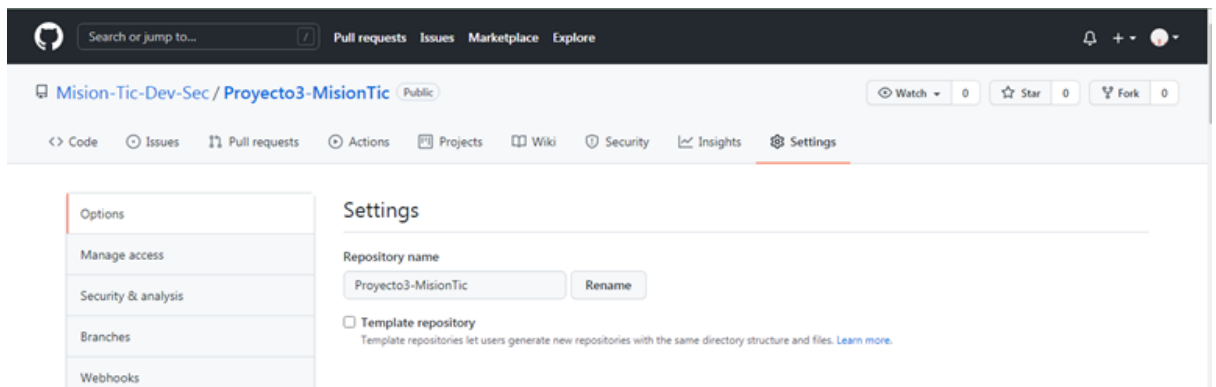 Search or jump to... / Pull requests Issues Marketplace Explore
Mision-Tic-Dev-Sec / Proyecto3-MisionTic Public Watch 0 Star 0 Fork 0
<> Code Issues Pull requests Actions Projects Wiki Security Insights Settings
Options
Manage access
Security & analysis
Branches
Webhooks
Settings
Repository name
Proyecto3-MisionTic Rename
Template repository
Template repositories let users generate new repositories with the same directory structure and files. Learn more.